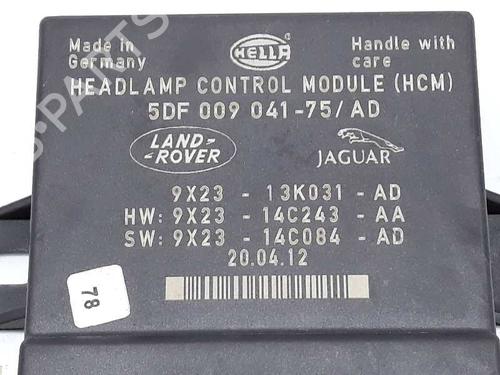 Made in
Germany
HELLA
Handle with
care
HEADLAMP CONTROL MODULE (HCM)
5DF 009 041-75/AD
LAND-
-ROVER
JAGUAR
9X23 - 13K031 - AD
HW: 9X23 - 14C243 - AA
SW: 9X23 - 14C084 - AD
20.04.12
78